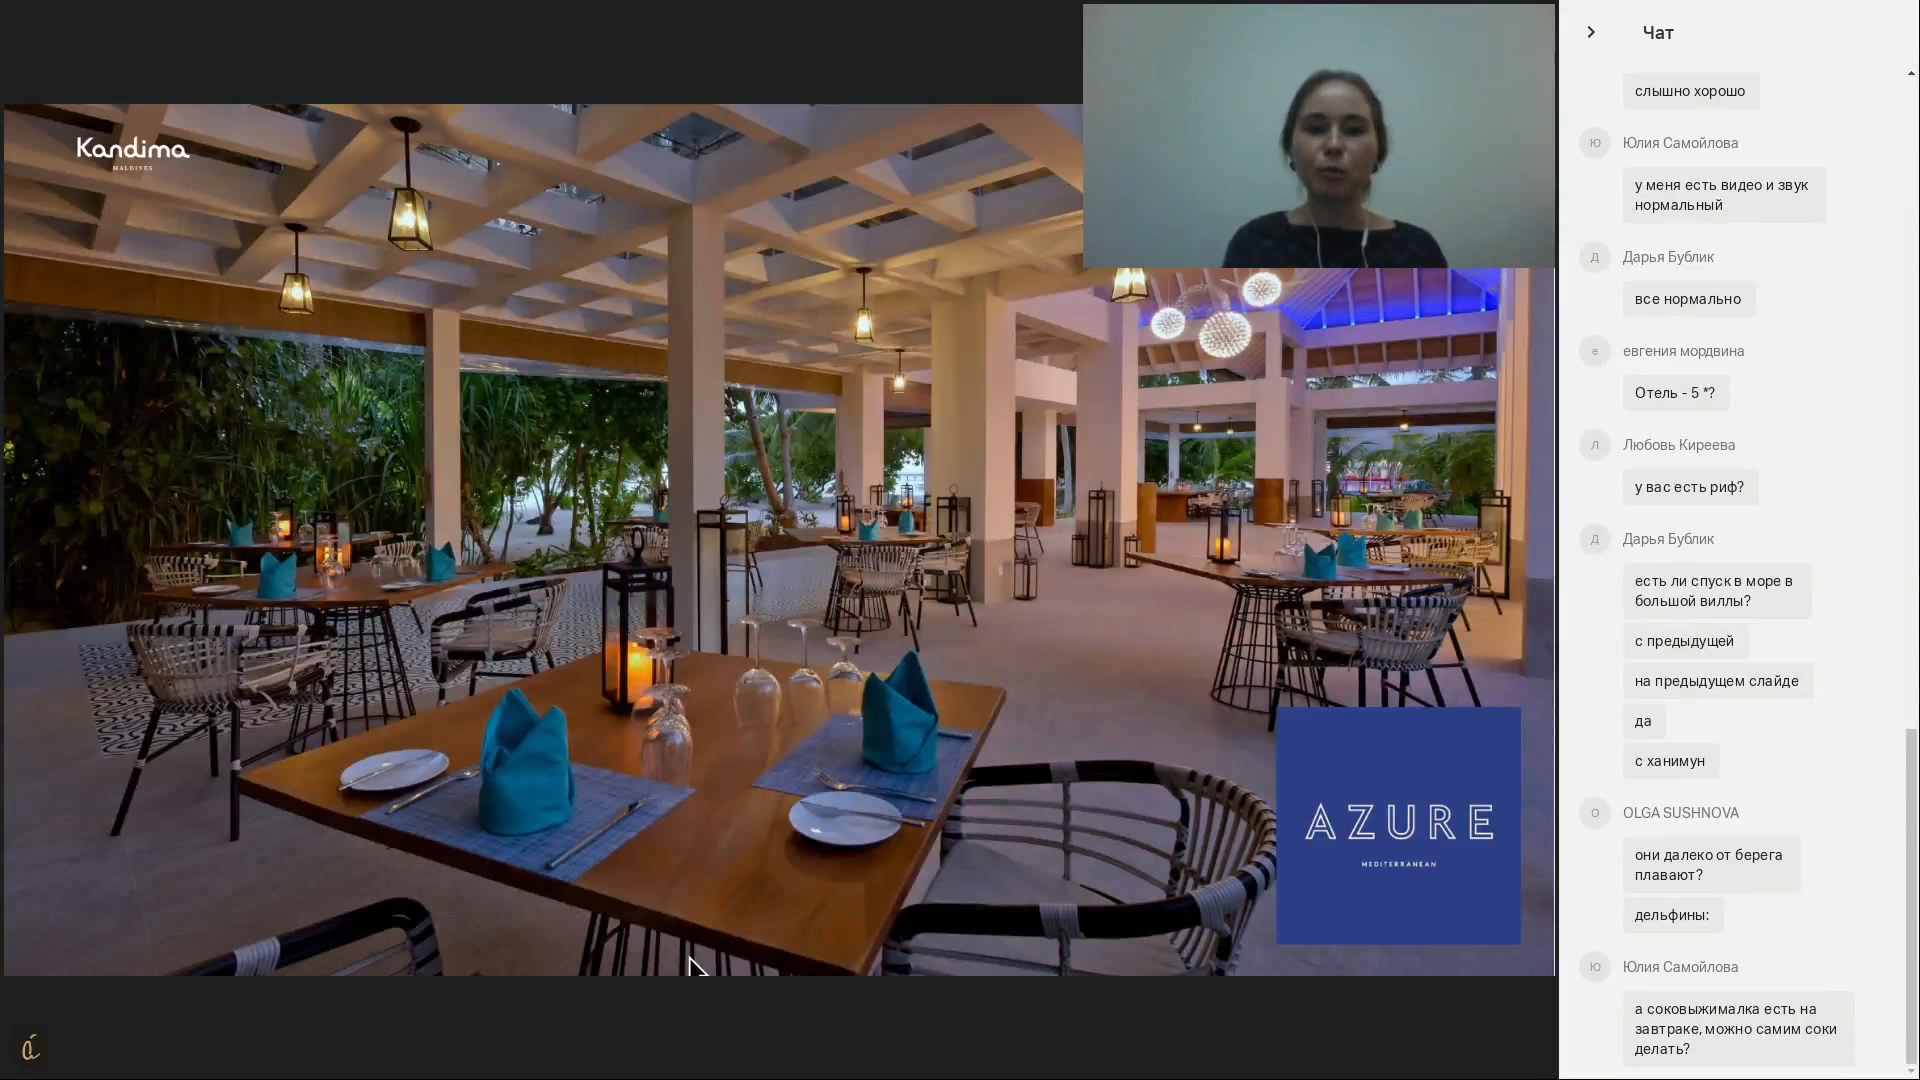 Kandima
MALDIVES
AZURE
MEDITERRANEAN
Чат
слышно хорошо
Ю
Юлия Самойлова
у меня есть видео и звук
нормальный
Д
Дарья Бублик
все нормально
е
евгения мордвина
Отель - 5 *?
Л
Любовь Киреева
у вас есть риф?
Д
Дарья Бублик
есть ли спуск в море в
большой виллы?
с предыдущей
на предыдущем слайде
да
с ханимун
O
OLGA SUSHNOVA
они далеко от берега
плавают?
дельфины:
Ю
Юлия Самойлова
а соковыжималка есть на
завтраке, можно самим соки
делать?
á